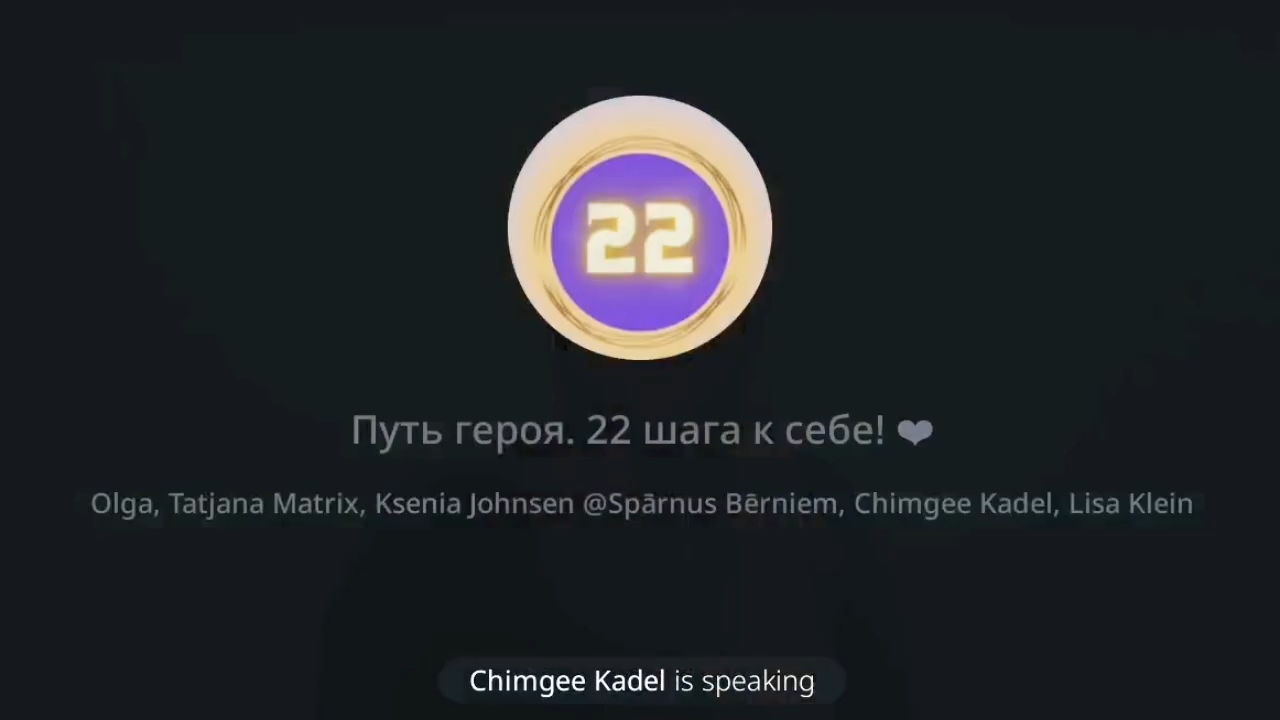 22
Путь героя. 22 шага к себе! ❤
Olga, Tatjana Matrix, Ksenia Johnsen @Spārnus Bērniem, Chimgee Kadel, Lisa Klein
Chimgee Kadel is speaking